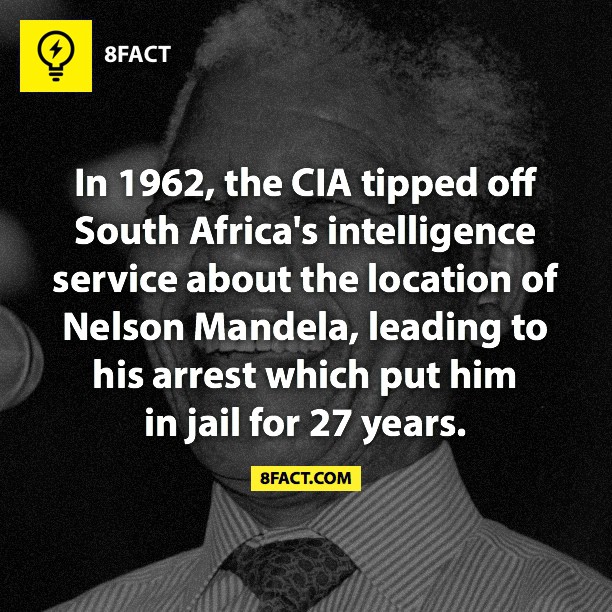 8FACT
In 1962, the CIA tipped off
South Africa's intelligence
service about the location of
Nelson Mandela, leading to
his arrest which put him
in jail for 27 years.
8FACT.COM